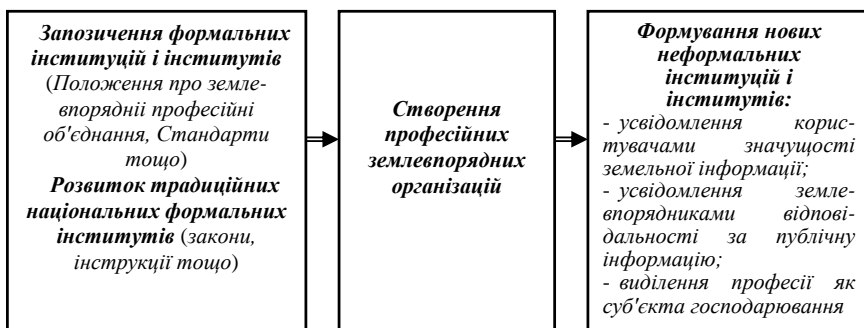 Запозичення формальних
інституцій і інститутів
(Положення про земле-
впорядніі професійні
об'єднання, Стандарти
тощо)
Розвиток традиційних
національних формальних
інститутів (закони,
інструкції тощо)
Створення
професійних
землевпорядних
організацій
Формування нових
неформальних
інституцій і
інститутів:
- усвідомлення корис-
тувачами значущості
земельної інформації;
- усвідомлення земле-
впорядниками відпові-
дальності за публічну
інформацію;
- виділення професії як
суб'єкта господарювання